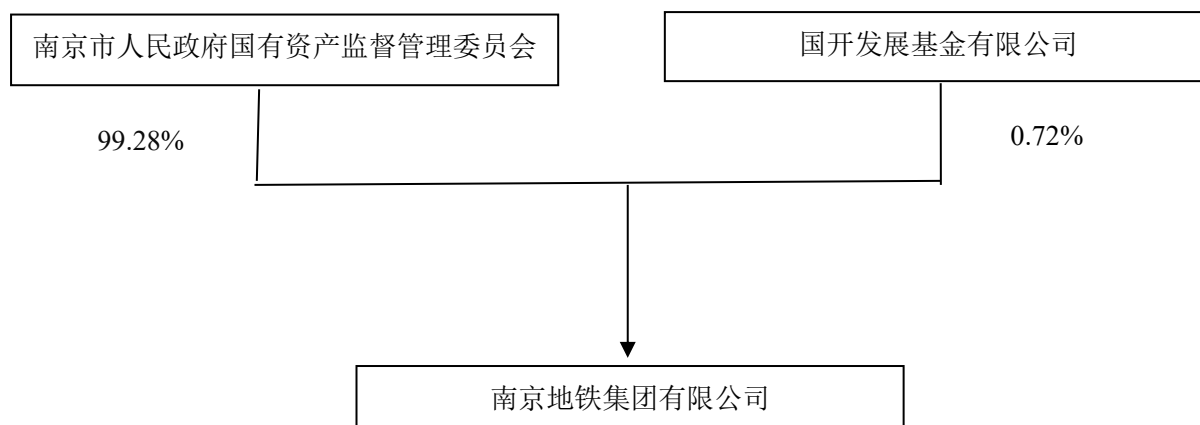 南京市人民政府国有资产监督管理委员会
国开发展基金有限公司
99.28%
0.72%
南京地铁集团有限公司